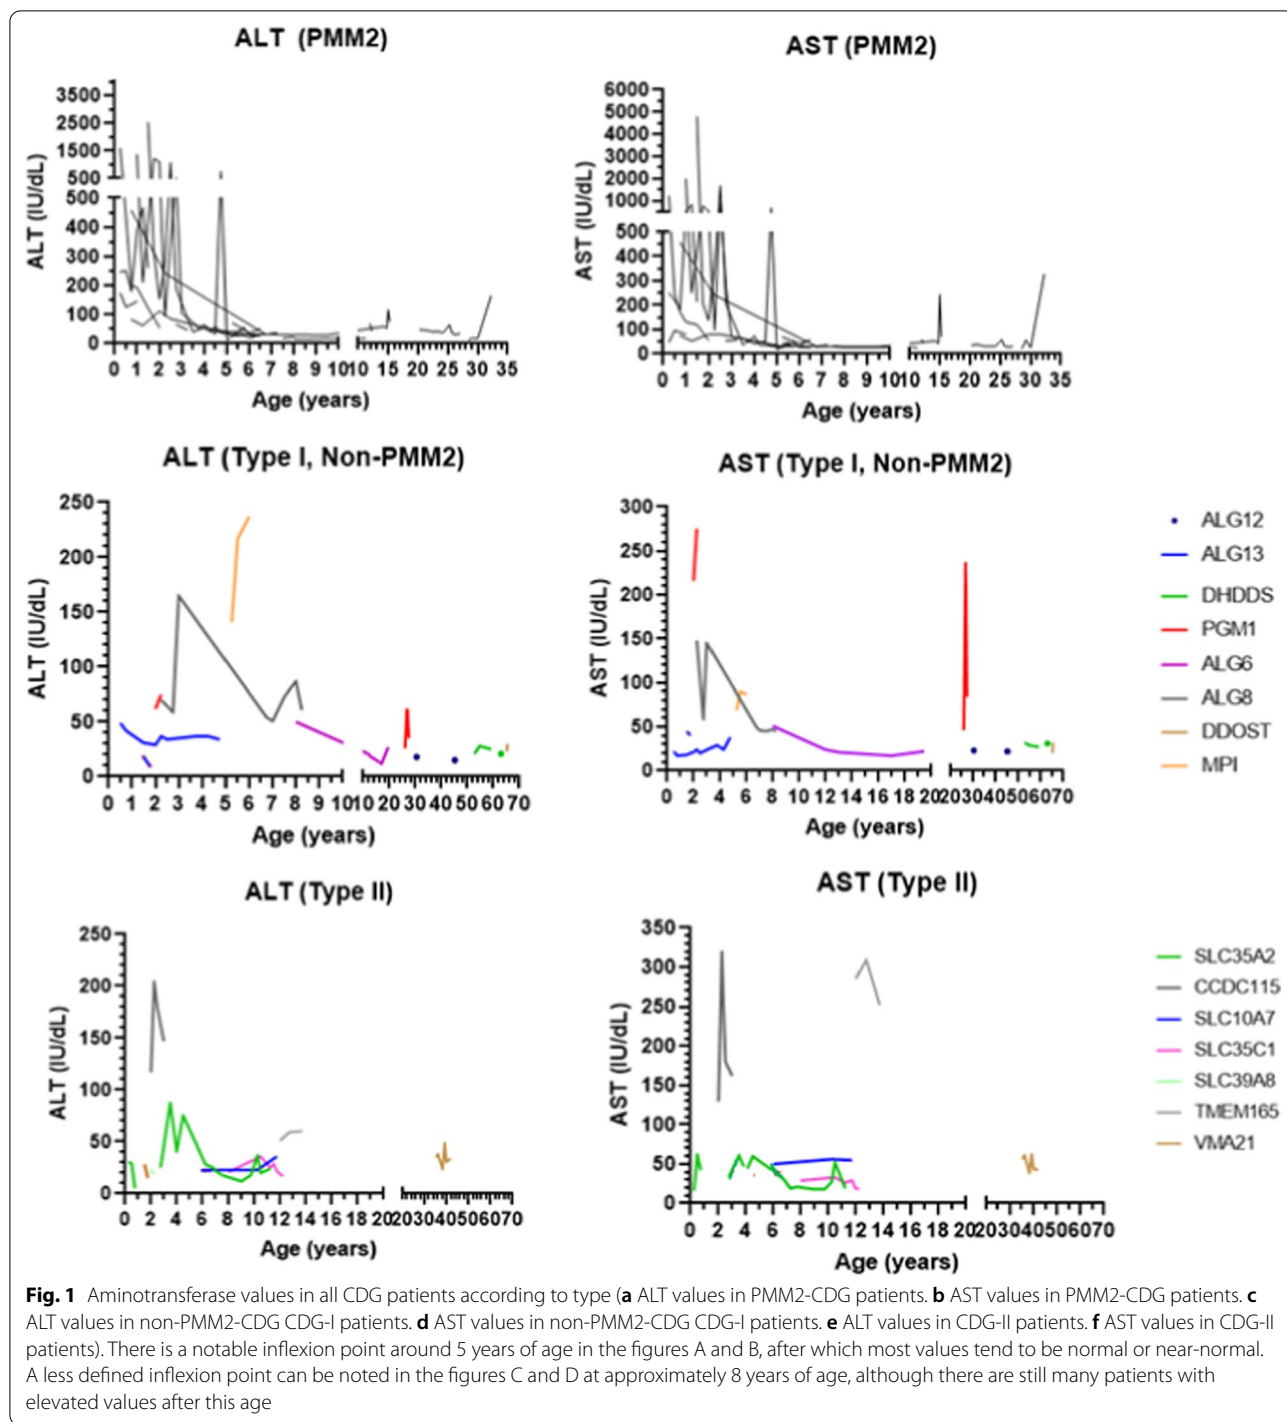 ALT (PMM2)
AST (PMM2)
3500
2500
1500
500
500
400
300
200
100
0
ALT (IU/dL)
0 1 2 3 4 5 6 7 8 9 10 10 15 20 25 30 35
Age (years)
6000
5000
4000
3000
2000
1000
500
400
300
200
100
0
AST (IU/dL)
0 1 2 3 4 5 6 7 8 9 10 10 15 20 25 30 35
Age (years)
ALT (Type I, Non-PMM2)
AST (Type I, Non-PMM2)
250
200
150
100
50
0
ALT (IU/dL)
0 1 2 3 4 5 6 7 8 9 10 10 20 30 40 50 60 70
Age (years)
300
250
200
150
100
50
0
AST (IU/dL)
0 2 4 6 8 10 12 14 16 18 20 20 30 40 50 60 70
Age (years)
ALG12
ALG13
DHDDS
PGM1
ALG6
ALG8
DDOST
MPI
ALT (Type II)
AST (Type II)
250
200
150
100
50
0
ALT (IU/dL)
0 2 4 6 8 10 12 14 16 18 20 20 30 40 50 60 70
Age (years)
350
300
250
200
150
100
50
0
AST (IU/dL)
0 2 4 6 8 10 12 14 16 18 20 20 30 40 50 60 70
Age (years)
SLC35A2
CCDC115
SLC10A7
SLC35C1
SLC39A8
TMEM165
VMA21
Fig. 1 Aminotransferase values in all CDG patients according to type (a ALT values in PMM2-CDG patients. b AST values in PMM2-CDG patients. c
ALT values in non-PMM2-CDG CDG-I patients. d AST values in non-PMM2-CDG CDG-I patients. e ALT values in CDG-II patients. f AST values in CDG-II
patients). There is a notable inflexion point around 5 years of age in the figures A and B, after which most values tend to be normal or near-normal.
A less defined inflexion point can be noted in the figures C and D at approximately 8 years of age, although there are still many patients with
elevated values after this age